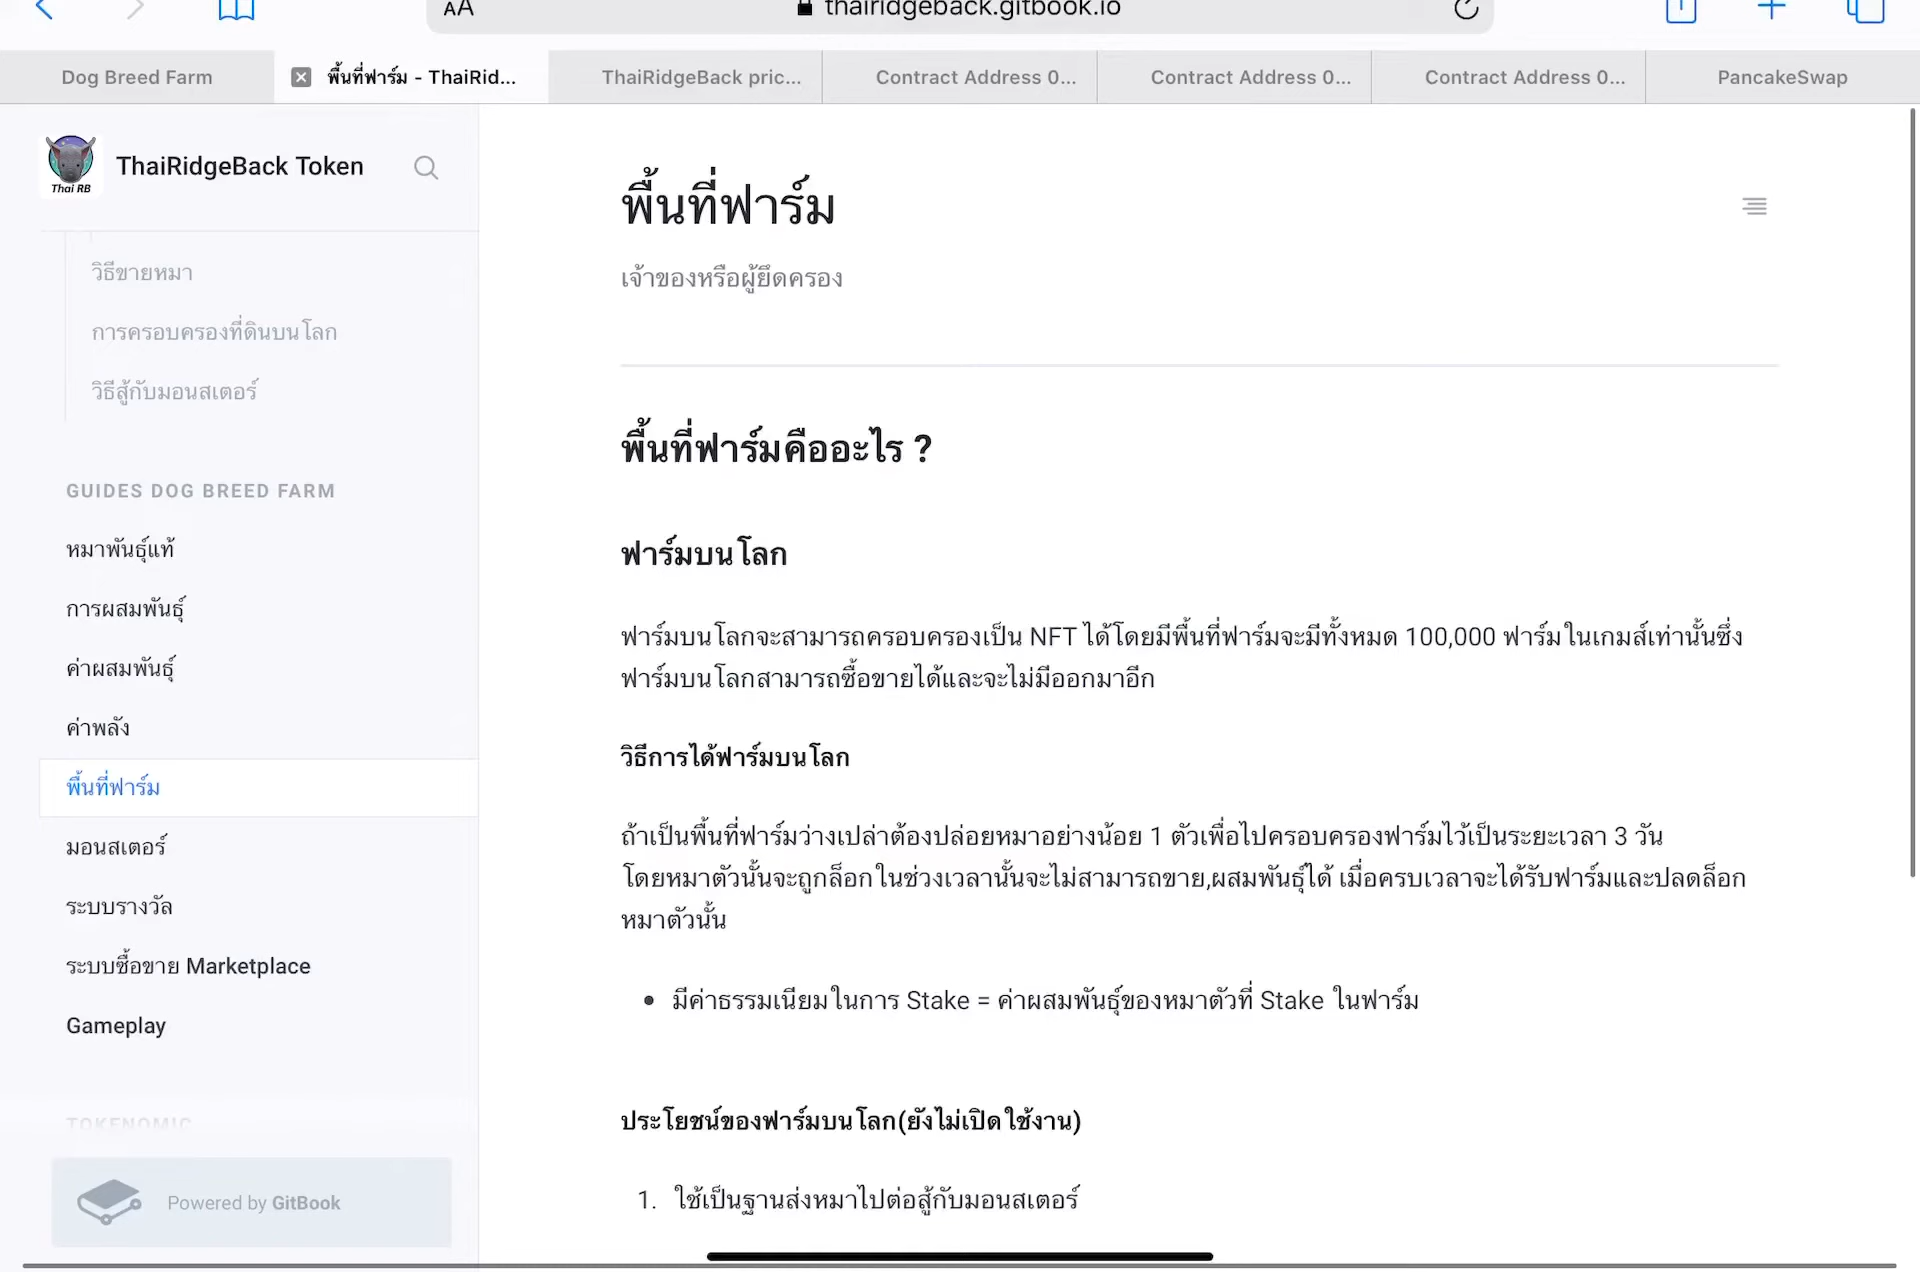 AA
thairidgeback.gitbook.io
Dog Breed Farm
พื้นที่ฟาร์ม - ThaiRid...
ThaiRidgeBack pric...
Contract Address 0...
Contract Address 0...
Contract Address 0...
PancakeSwap
Thai RB
ThaiRidgeBack Token
วิธีขายหมา
การครอบครองที่ดินบนโลก
วิธีสู้กับมอนสเตอร์
GUIDES DOG BREED FARM
หมาพันธุ์แท้
การผสมพันธุ์
ค่าผสมพันธุ์
ค่าพลัง
พื้นที่ฟาร์ม
มอนสเตอร์
ระบบรางวัล
ระบบซื้อขาย Marketplace
Gameplay
TOKENOMIC
Powered by GitBook
พื้นที่ฟาร์ม
เจ้าของหรือผู้ยึดครอง
พื้นที่ฟาร์มคืออะไร ?
ฟาร์มบนโลก
ฟาร์มบนโลกจะสามารถครอบครองเป็น NFT ได้โดยมีพื้นที่ฟาร์มจะมีทั้งหมด 100,000 ฟาร์มในเกมส์เท่านั้นซึ่ง
ฟาร์มบนโลกสามารถซื้อขายได้และจะไม่มีออกมาอีก
วิธีการได้ฟาร์มบนโลก
ถ้าเป็นพื้นที่ฟาร์มว่างเปล่าต้องปล่อยหมาอย่างน้อย 1 ตัวเพื่อไปครอบครองฟาร์มไว้เป็นระยะเวลา 3 วัน
โดยหมาตัวนั้นจะถูกล็อกในช่วงเวลานั้นจะไม่สามารถขาย,ผสมพันธุ์ได้ เมื่อครบเวลาจะได้รับฟาร์มและปลดล็อก
หมาตัวนั้น
• มีค่าธรรมเนียมในการ Stake = ค่าผสมพันธุ์ของหมาตัวที่ Stake ในฟาร์ม
ประโยชน์ของฟาร์มบนโลก(ยังไม่เปิดใช้งาน)
1. ใช้เป็นฐานส่งหมาไปต่อสู้กับมอนสเตอร์